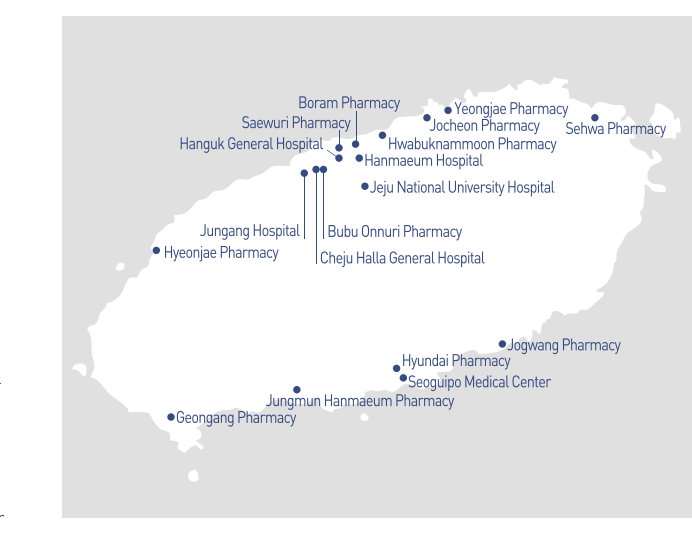 Boram Pharmacy
Yeongjae Pharmacy
Saewuri Pharmacy
Jocheon Pharmacy
Sehwa Pharmacy
Hanguk General Hospital
Hwabuknammoon Pharmacy
Hanmaeum Hospital
Jeju National University Hospital
Jungang Hospital
Bubu Onnuri Pharmacy
Hyeonjae Pharmacy
Cheju Halla General Hospital
Jogwang Pharmacy
Hyundai Pharmacy
Seoguipo Medical Center
Jungmun Hanmaeum Pharmacy
Geongang Pharmacy